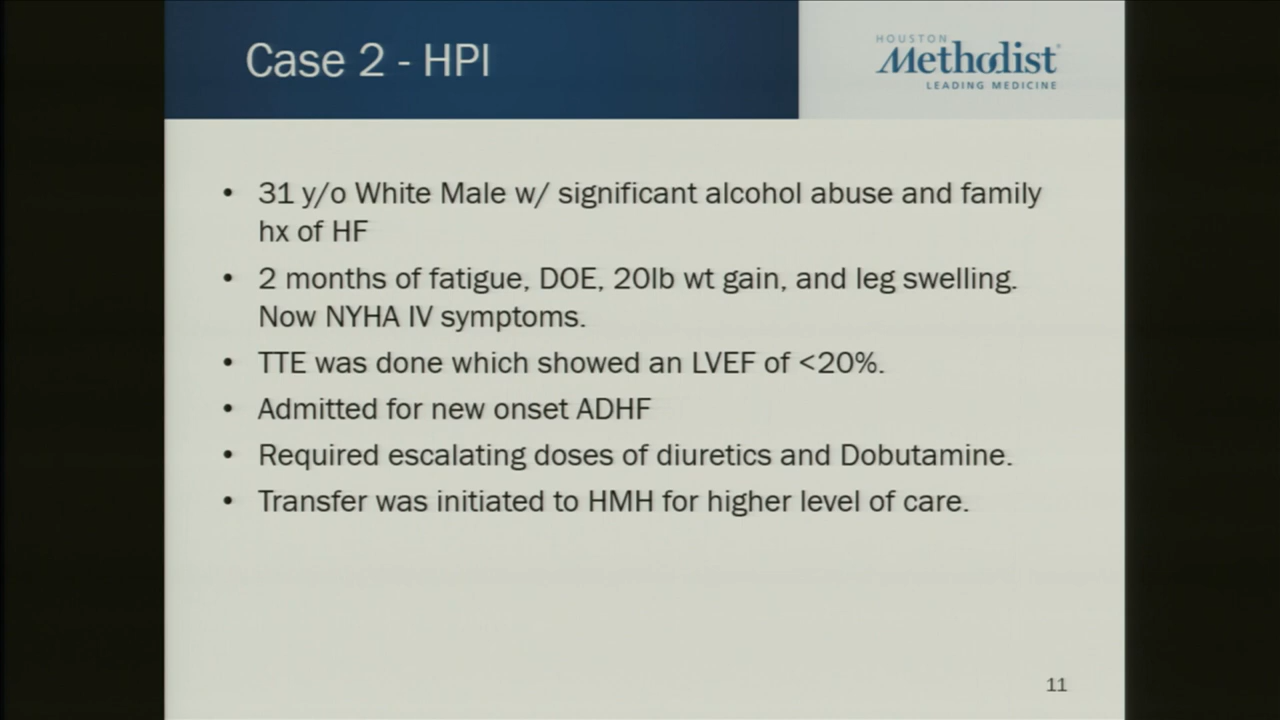 Case 2 - HPI
HOUSTON
Methodist
LEADING MEDICINE
• 31 y/o White Male w/ significant alcohol abuse and family
hx of HF
• 2 months of fatigue, DOE, 20lb wt gain, and leg swelling.
Now NYHA IV symptoms.
• TTE was done which showed an LVEF of <20%.
• Admitted for new onset ADHF
• Required escalating doses of diuretics and Dobutamine.
• Transfer was initiated to HMH for higher level of care.
11